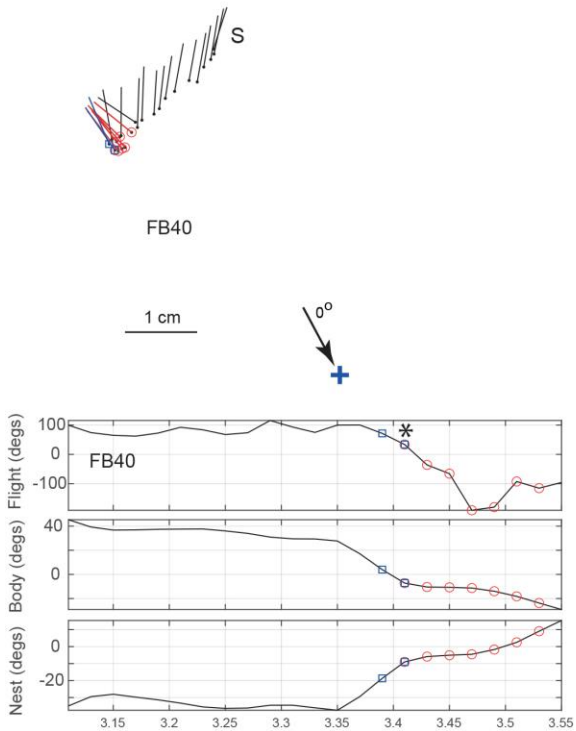 S
FB40
1 cm
0°
Flight (degs)
100
0
-100
FB40
*
Body (degs)
40
0
Nest (degs)
0
-20
3.15 3.2 3.25 3.3 3.35 3.4 3.45 3.5 3.55